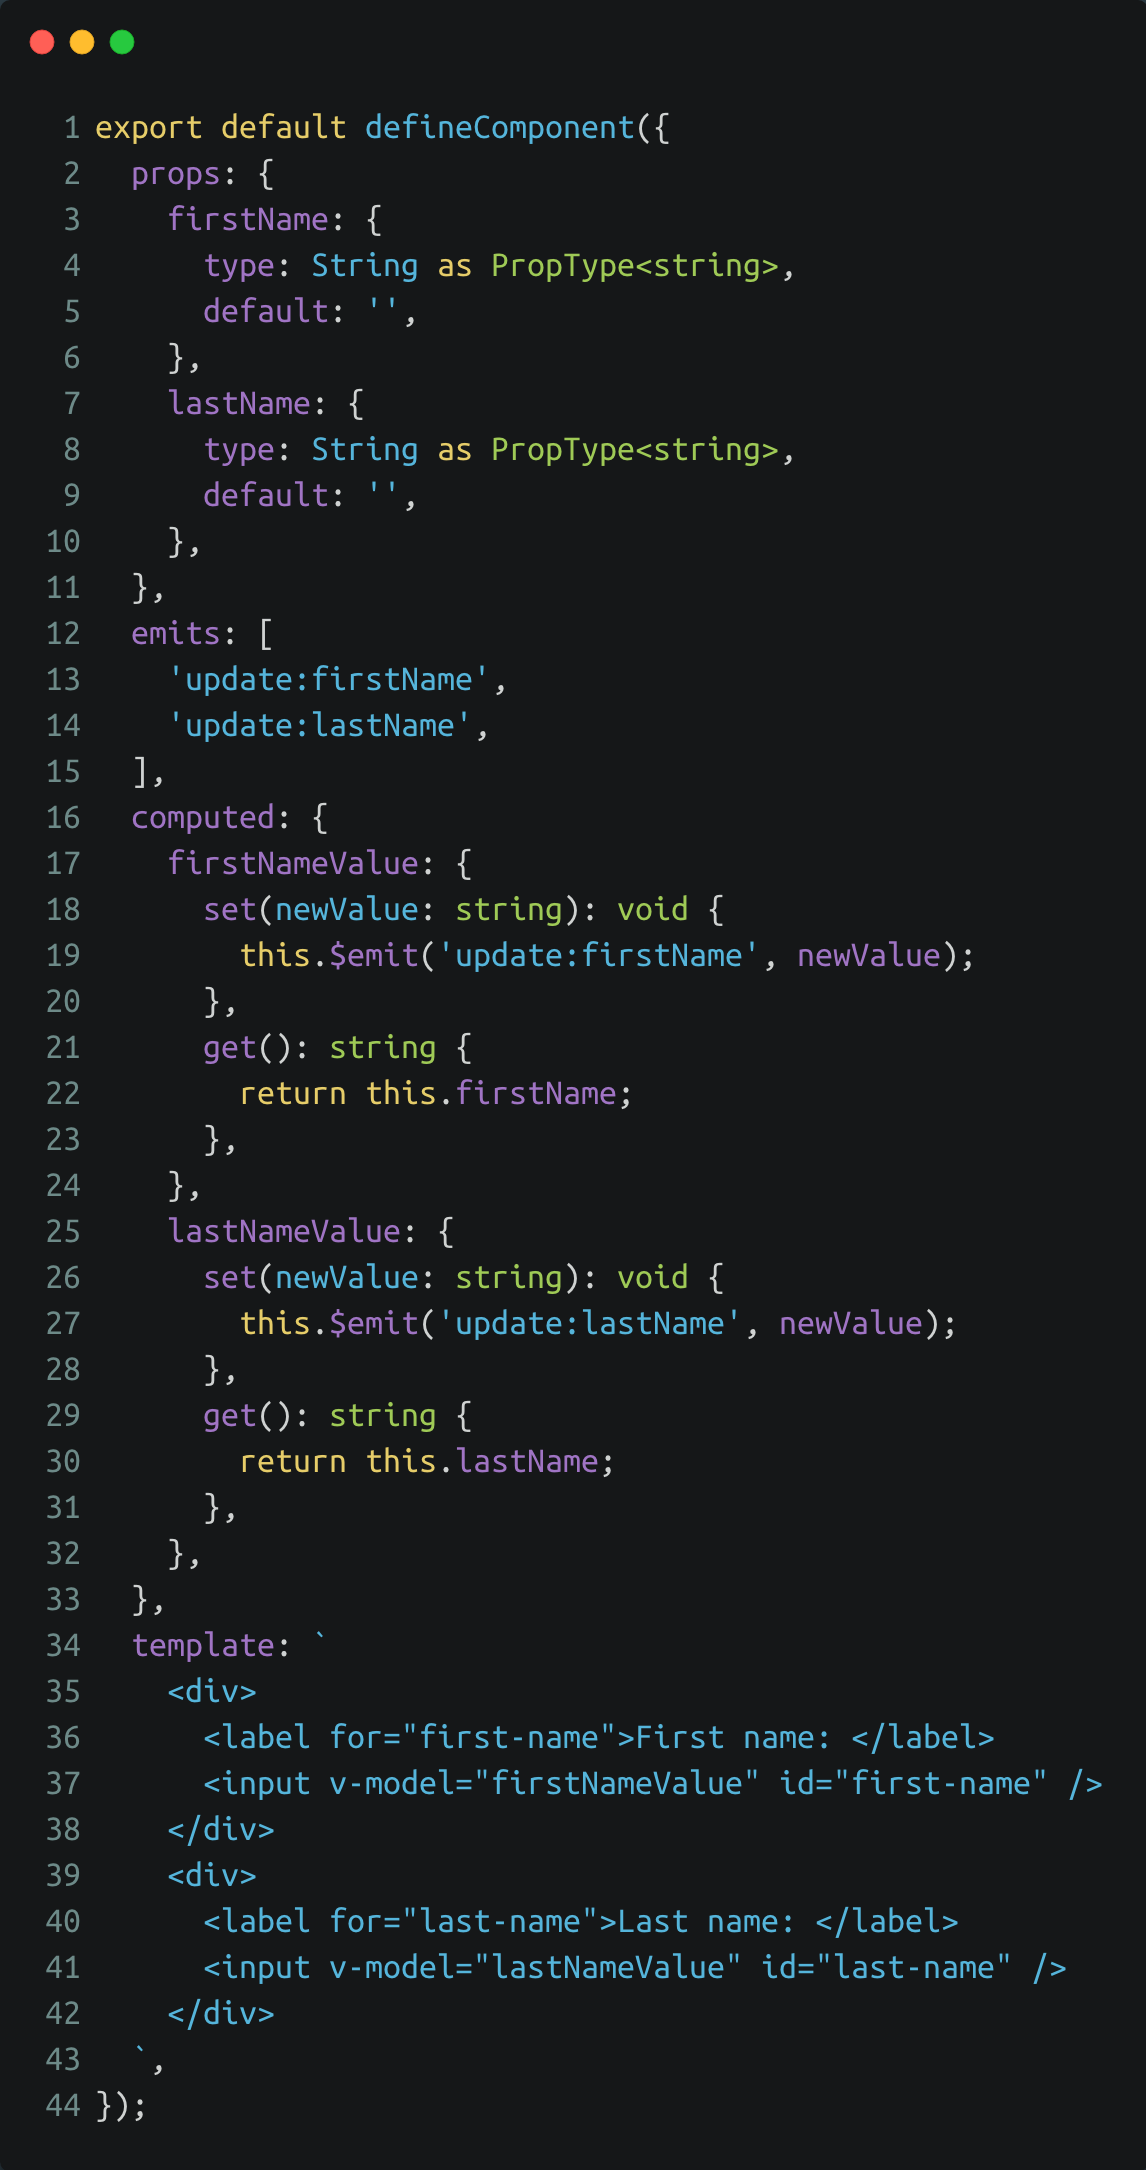 1 export default defineComponent({
2   props: {
3     firstName: {
4       type: String as PropType<string>,
5       default: '',
6     },
7     lastName: {
8       type: String as PropType<string>,
9       default: '',
10     },
11   },
12   emits: [
13     'update:firstName',
14     'update:lastName',
15   ],
16   computed: {
17     firstNameValue: {
18       set(newValue: string): void {
19         this.$emit('update:firstName', newValue);
20       },
21       get(): string {
22         return this.firstName;
23       },
24     },
25     lastNameValue: {
26       set(newValue: string): void {
27         this.$emit('update:lastName', newValue);
28       },
29       get(): string {
30         return this.lastName;
31       },
32     },
33   },
34   template: `
35     <div>
36       <label for="first-name">First name: </label>
37       <input v-model="firstNameValue" id="first-name" />
38     </div>
39     <div>
40       <label for="last-name">Last name: </label>
41       <input v-model="lastNameValue" id="last-name" />
42     </div>
43   `,
44 });